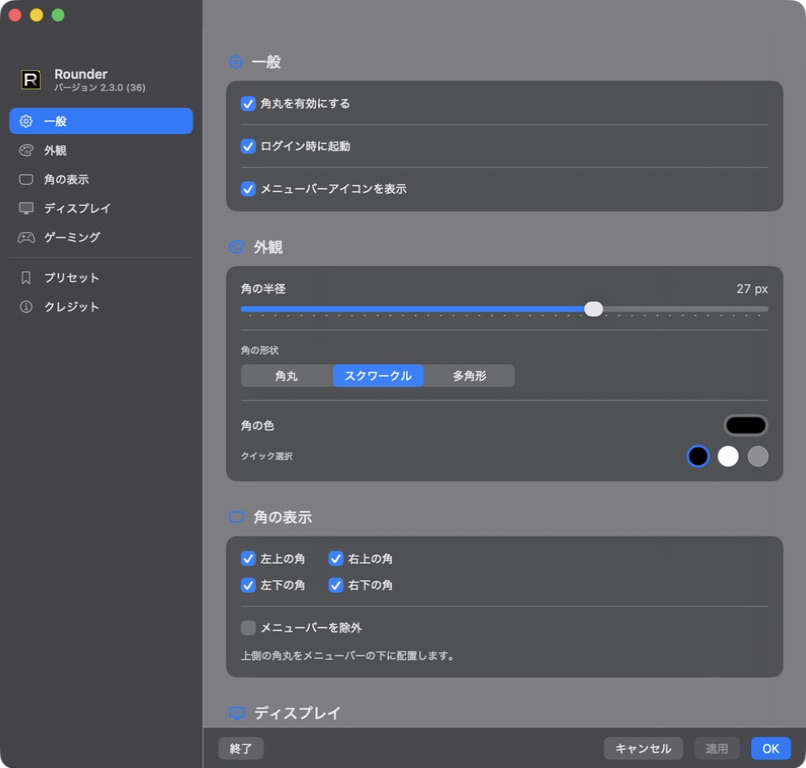 R
Rounder
バージョン 2.3.0 (36)
一般
外観
角の表示
ディスプレイ
ゲーミング
プリセット
クレジット
一般
角丸を有効にする
ログイン時に起動
メニューバーアイコンを表示
外観
角の半径 27 px
角の形状
角丸 スクワークル 多角形
角の色
クイック選択
角の表示
左上の角 右上の角
左下の角 右下の角
メニューバーを除外
上側の角丸をメニューバーの下に配置します。
ディスプレイ
終了 キャンセル 適用 OK